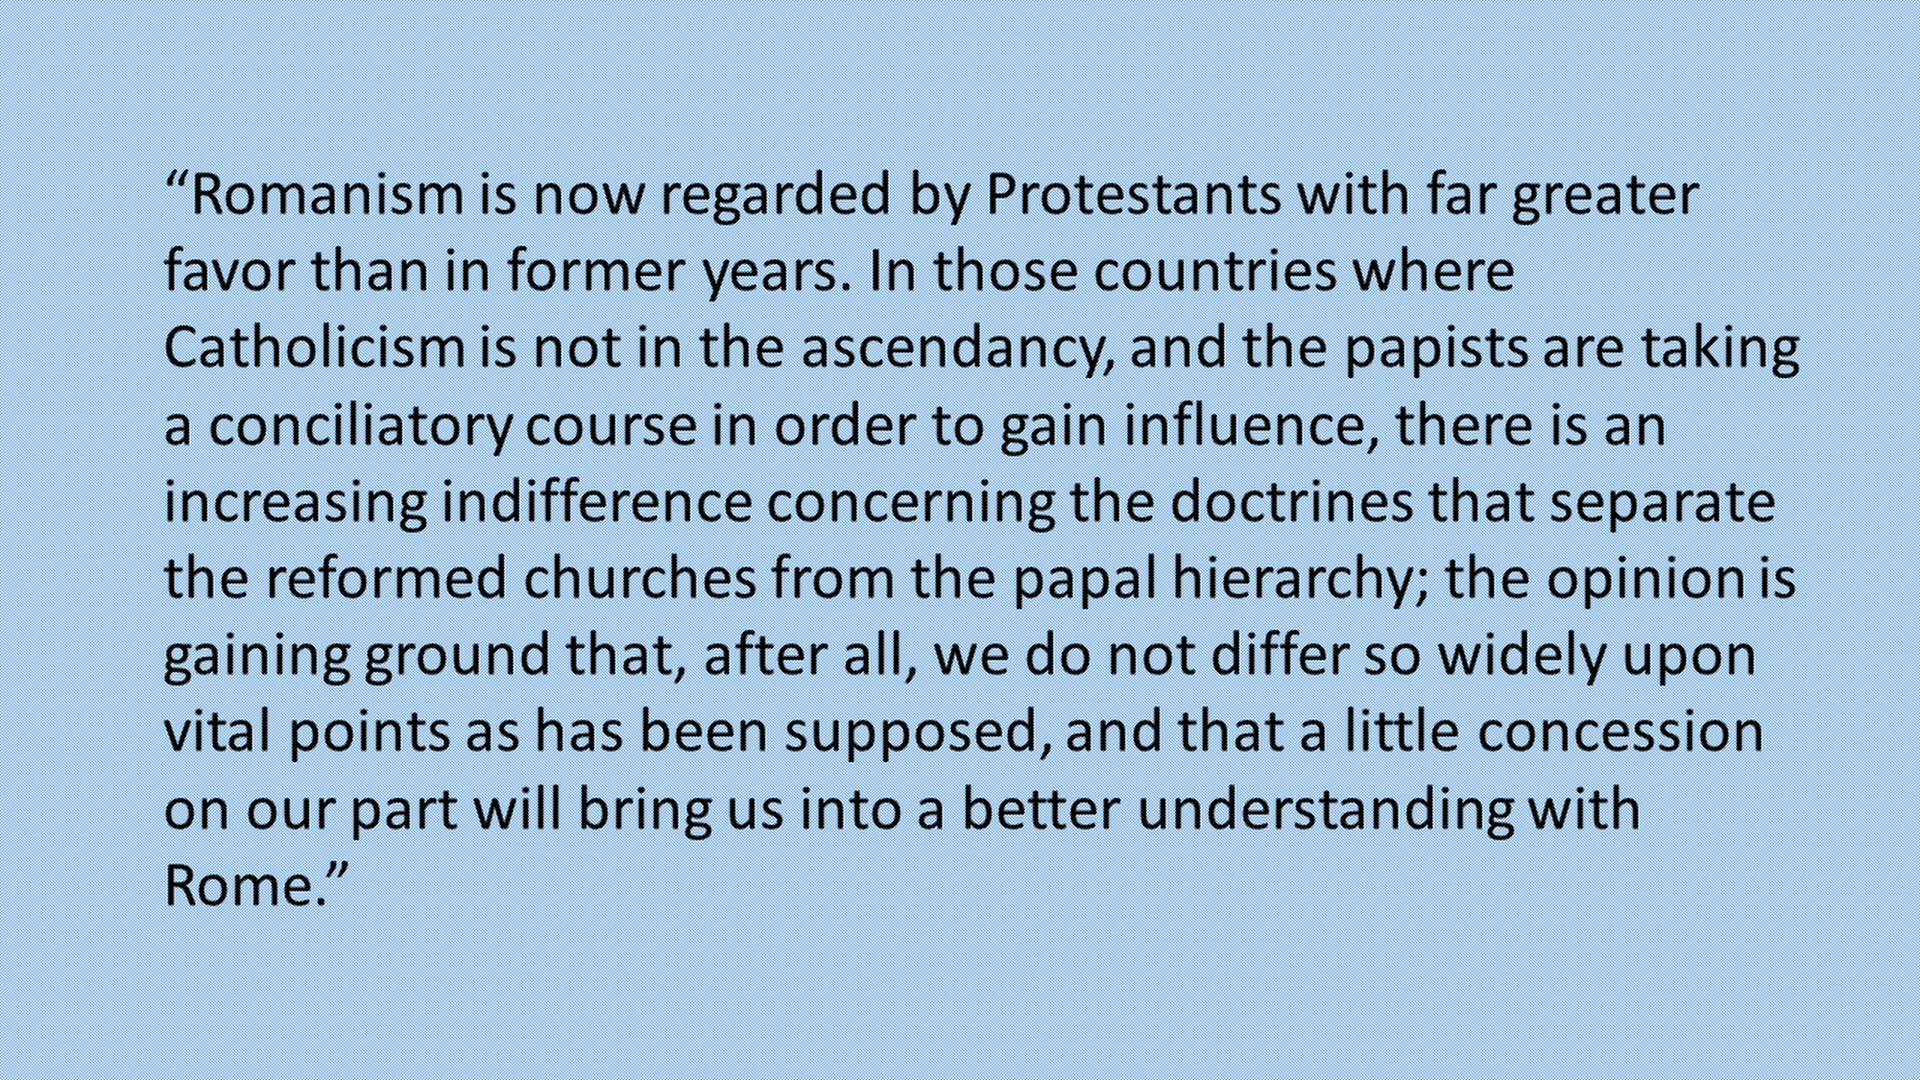 “Romanism is now regarded by Protestants with far greater
favor than in former years. In those countries where
Catholicism is not in the ascendancy, and the papists are taking
a conciliatory course in order to gain influence, there is an
increasing indifference concerning the doctrines that separate
the reformed churches from the papal hierarchy; the opinion is
gaining ground that, after all, we do not differ so widely upon
vital points as has been supposed, and that a little concession
on our part will bring us into a better understanding with
Rome.”